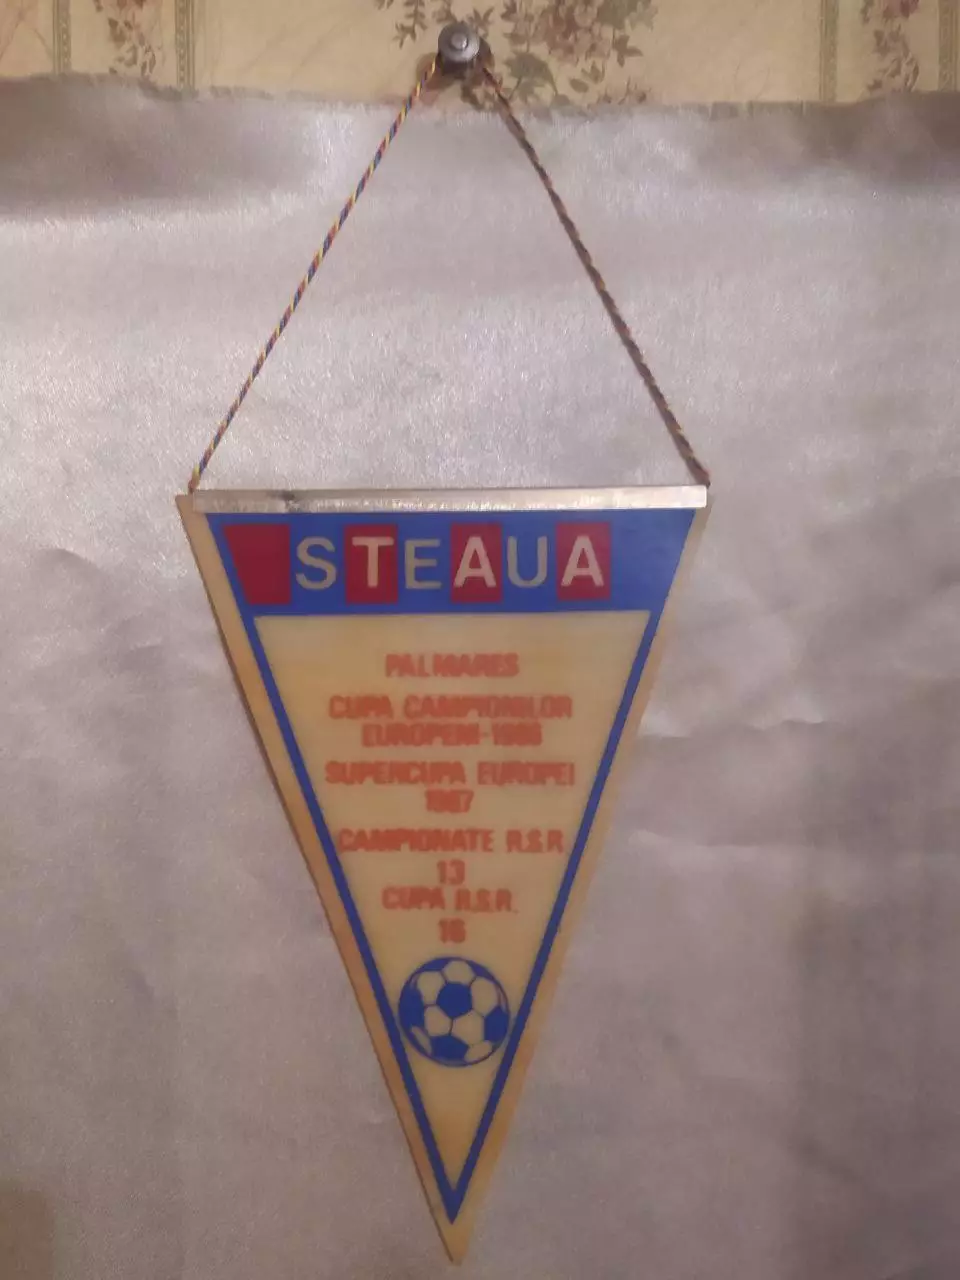 STEAUA
PALMARES
CUPA CAMPIONILOR
EUROPENI-1986
SUPERCUPA EUROPEI
1987
CAMPIONATE R.S.R
13
CUPA R.S.R.
16